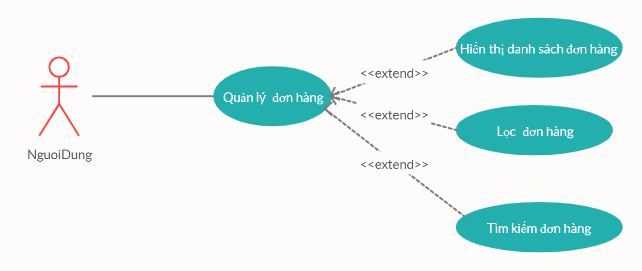 Hiển thị danh sách đơn hàng
<<extend>>
Quản lý đơn hàng
<<extend>>
Lọc đơn hàng
NguoiDung
<<extend>>
Tìm kiếm đơn hàng